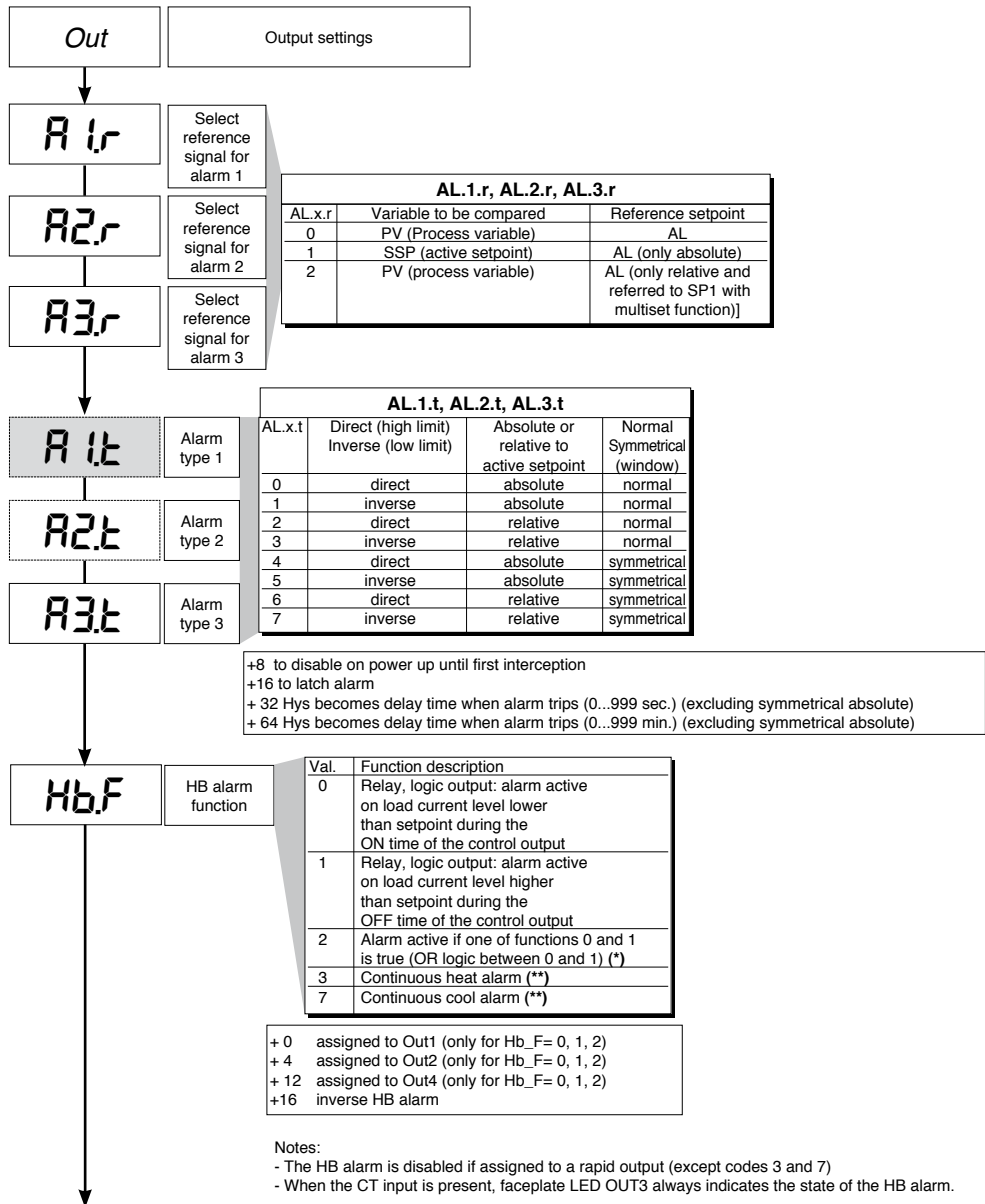 Out
Output settings
A1.r
Select
reference
signal for
alarm 1
A2.r
Select
reference
signal for
alarm 2
A3.r
Select
reference
signal for
alarm 3
AL.1.r, AL.2.r, AL.3.r
AL.x.r Variable to be compared Reference setpoint
0 PV (Process variable) AL
1 SSP (active setpoint) AL (only absolute)
2 PV (process variable) AL (only relative and
referred to SP1 with
multiset function)]
A1.t
Alarm
type 1
A2.t
Alarm
type 2
A3.t
Alarm
type 3
AL.1.t, AL.2.t, AL.3.t
AL.x.t Direct (high limit) Absolute or Normal
Inverse (low limit) relative to Symmetrical
active setpoint (window)
0 direct absolute normal
1 inverse absolute normal
2 direct relative normal
3 inverse relative normal
4 direct absolute symmetrical
5 inverse absolute symmetrical
6 direct relative symmetrical
7 inverse relative symmetrical
+8 to disable on power up until first interception
+16 to latch alarm
+ 32 Hys becomes delay time when alarm trips (0...999 sec.) (excluding symmetrical absolute)
+ 64 Hys becomes delay time when alarm trips (0...999 min.) (excluding symmetrical absolute)
Hb.F
HB alarm
function
Val. Function description
0 Relay, logic output: alarm active
on load current level lower
than setpoint during the
ON time of the control output
1 Relay, logic output: alarm active
on load current level higher
than setpoint during the
OFF time of the control output
2 Alarm active if one of functions 0 and 1
is true (OR logic between 0 and 1) (*)
3 Continuous heat alarm (**)
7 Continuous cool alarm (**)
+ 0 assigned to Out1 (only for Hb_F= 0, 1, 2)
+ 4 assigned to Out2 (only for Hb_F= 0, 1, 2)
+ 12 assigned to Out4 (only for Hb_F= 0, 1, 2)
+16 inverse HB alarm
Notes:
- The HB alarm is disabled if assigned to a rapid output (except codes 3 and 7)
- When the CT input is present, faceplate LED OUT3 always indicates the state of the HB alarm.